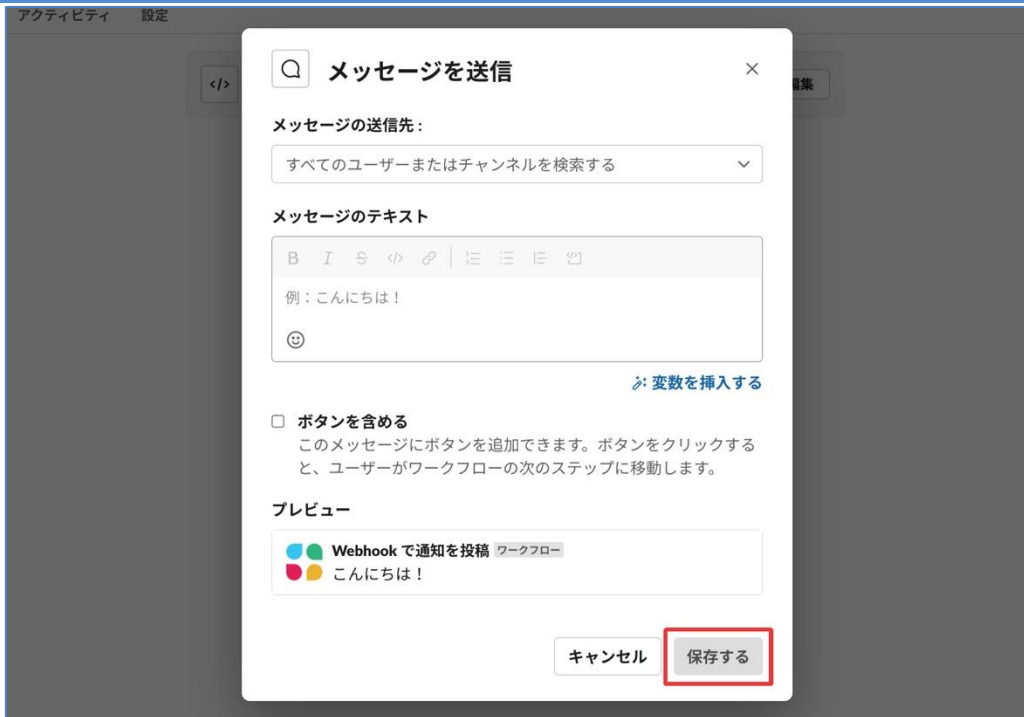 アクティビティ 設定
</>
メッセージを送信
編集
メッセージの送信先 :
すべてのユーザーまたはチャンネルを検索する
メッセージのテキスト
B I S </>
例：こんにちは！
変数を挿入する
ボタンを含める
このメッセージにボタンを追加できます。ボタンをクリックする
と、ユーザーがワークフローの次のステップに移動します。
プレビュー
Webhook で通知を投稿 ワークフロー
こんにちは！
キャンセル 保存する